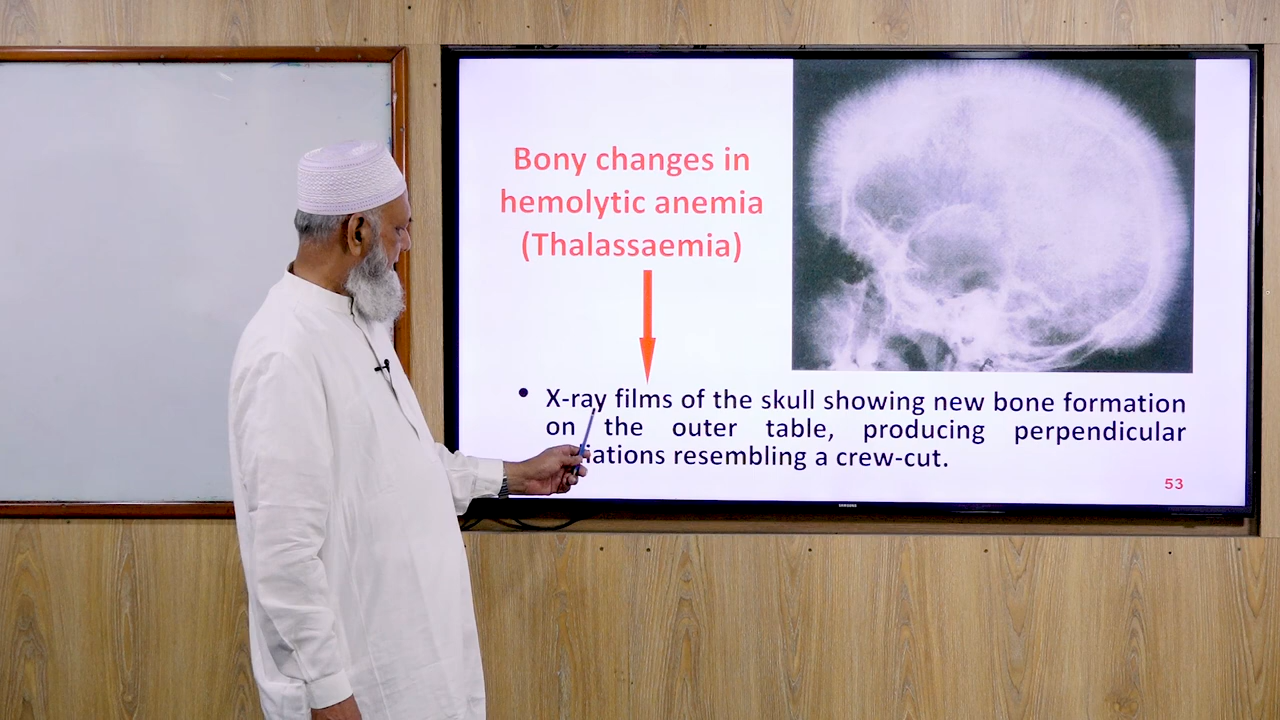 Bony changes in
hemolytic anemia
(Thalassaemia)
• X-ray films of the skull showing new bone formation
on the outer table, producing perpendicular
iations resembling a crew-cut.
53
SAMSUNG